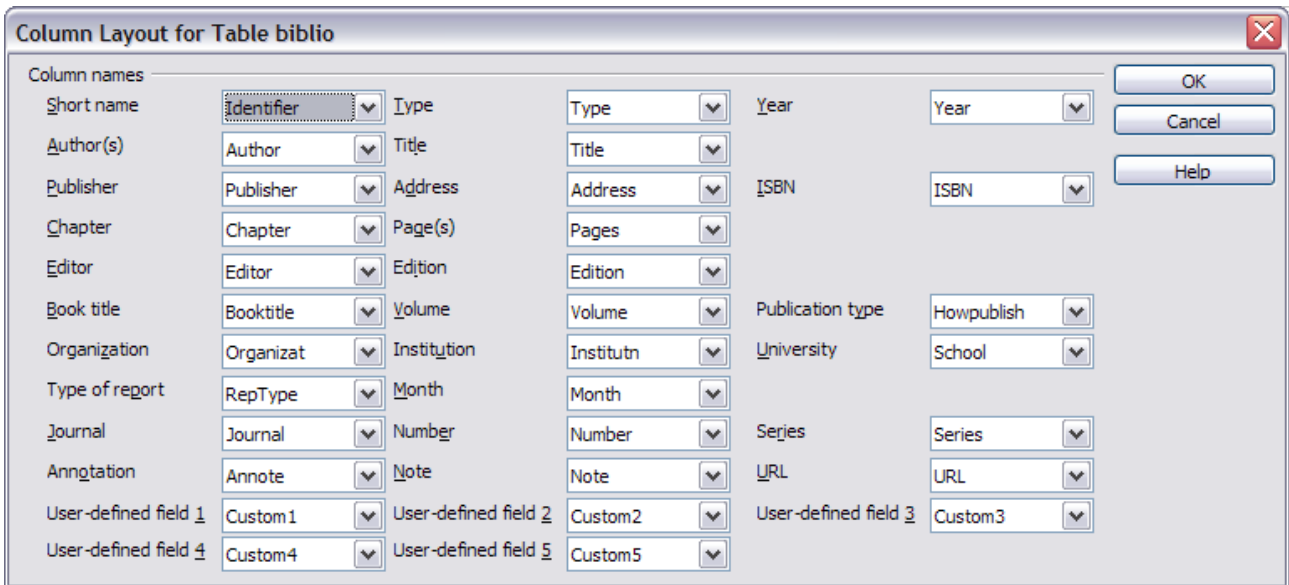 Column Layout for Table biblio
Column names
OK
Short name Identifier Type Type Year Year
Cancel
Author(s) Author Title Title
Help
Publisher Publisher Address Address ISBN ISBN
Chapter Chapter Page(s) Pages
Editor Editor Edition Edition
Book title Booktitle Volume Volume Publication type Howpublish
Organization Organizat Institution Institutn University School
Type of report RepType Month Month
Journal Journal Number Number Series Series
Annotation Annote Note Note URL URL
User-defined field 1 Custom1 User-defined field 2 Custom2 User-defined field 3 Custom3
User-defined field 4 Custom4 User-defined field 5 Custom5